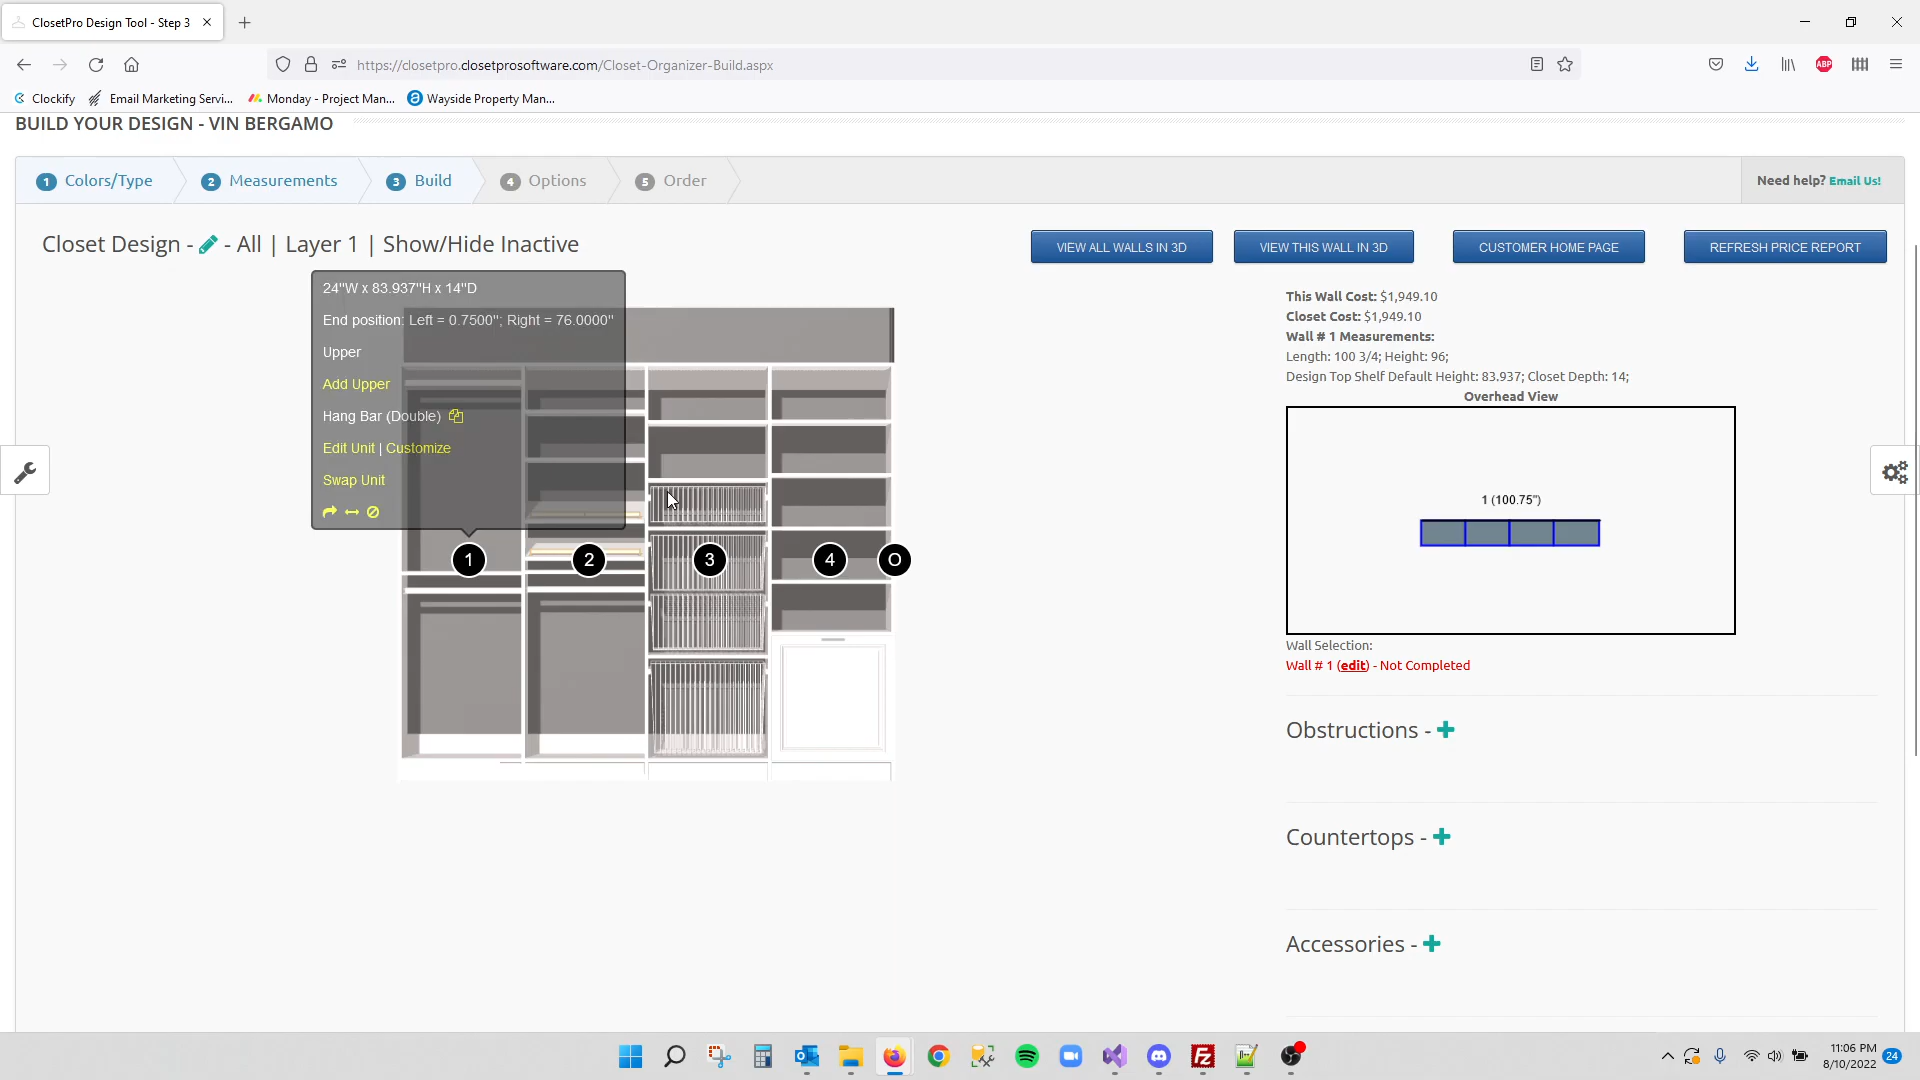 ClosetPro Design Tool - Step 3
https://closetpro.closetprosoftware.com/Closet-Organizer-Build.aspx
ABP
Clockify
Email Marketing Servi...
Monday - Project Man...
Wayside Property Man...
BUILD YOUR DESIGN - VIN BERGAMO
1 Colors/Type
2 Measurements
3 Build
4 Options
5 Order
Need help? Email Us!
Closet Design - - All | Layer 1 | Show/Hide Inactive
VIEW ALL WALLS IN 3D
VIEW THIS WALL IN 3D
CUSTOMER HOME PAGE
REFRESH PRICE REPORT
24"W x 83.937"H x 14"D
End position: Left = 0.7500"; Right = 76.0000"
Upper
Add Upper
Hang Bar (Double)
Edit Unit | Customize
Swap Unit
1
2
3
4
O
This Wall Cost: $1,949.10
Closet Cost: $1,949.10
Wall # 1 Measurements:
Length: 100 3/4; Height: 96;
Design Top Shelf Default Height: 83.937; Closet Depth: 14;
Overhead View
1 (100.75")
Wall Selection:
Wall # 1 (edit) - Not Completed
Obstructions -
Countertops -
Accessories -
11:06 PM
8/10/2022
24